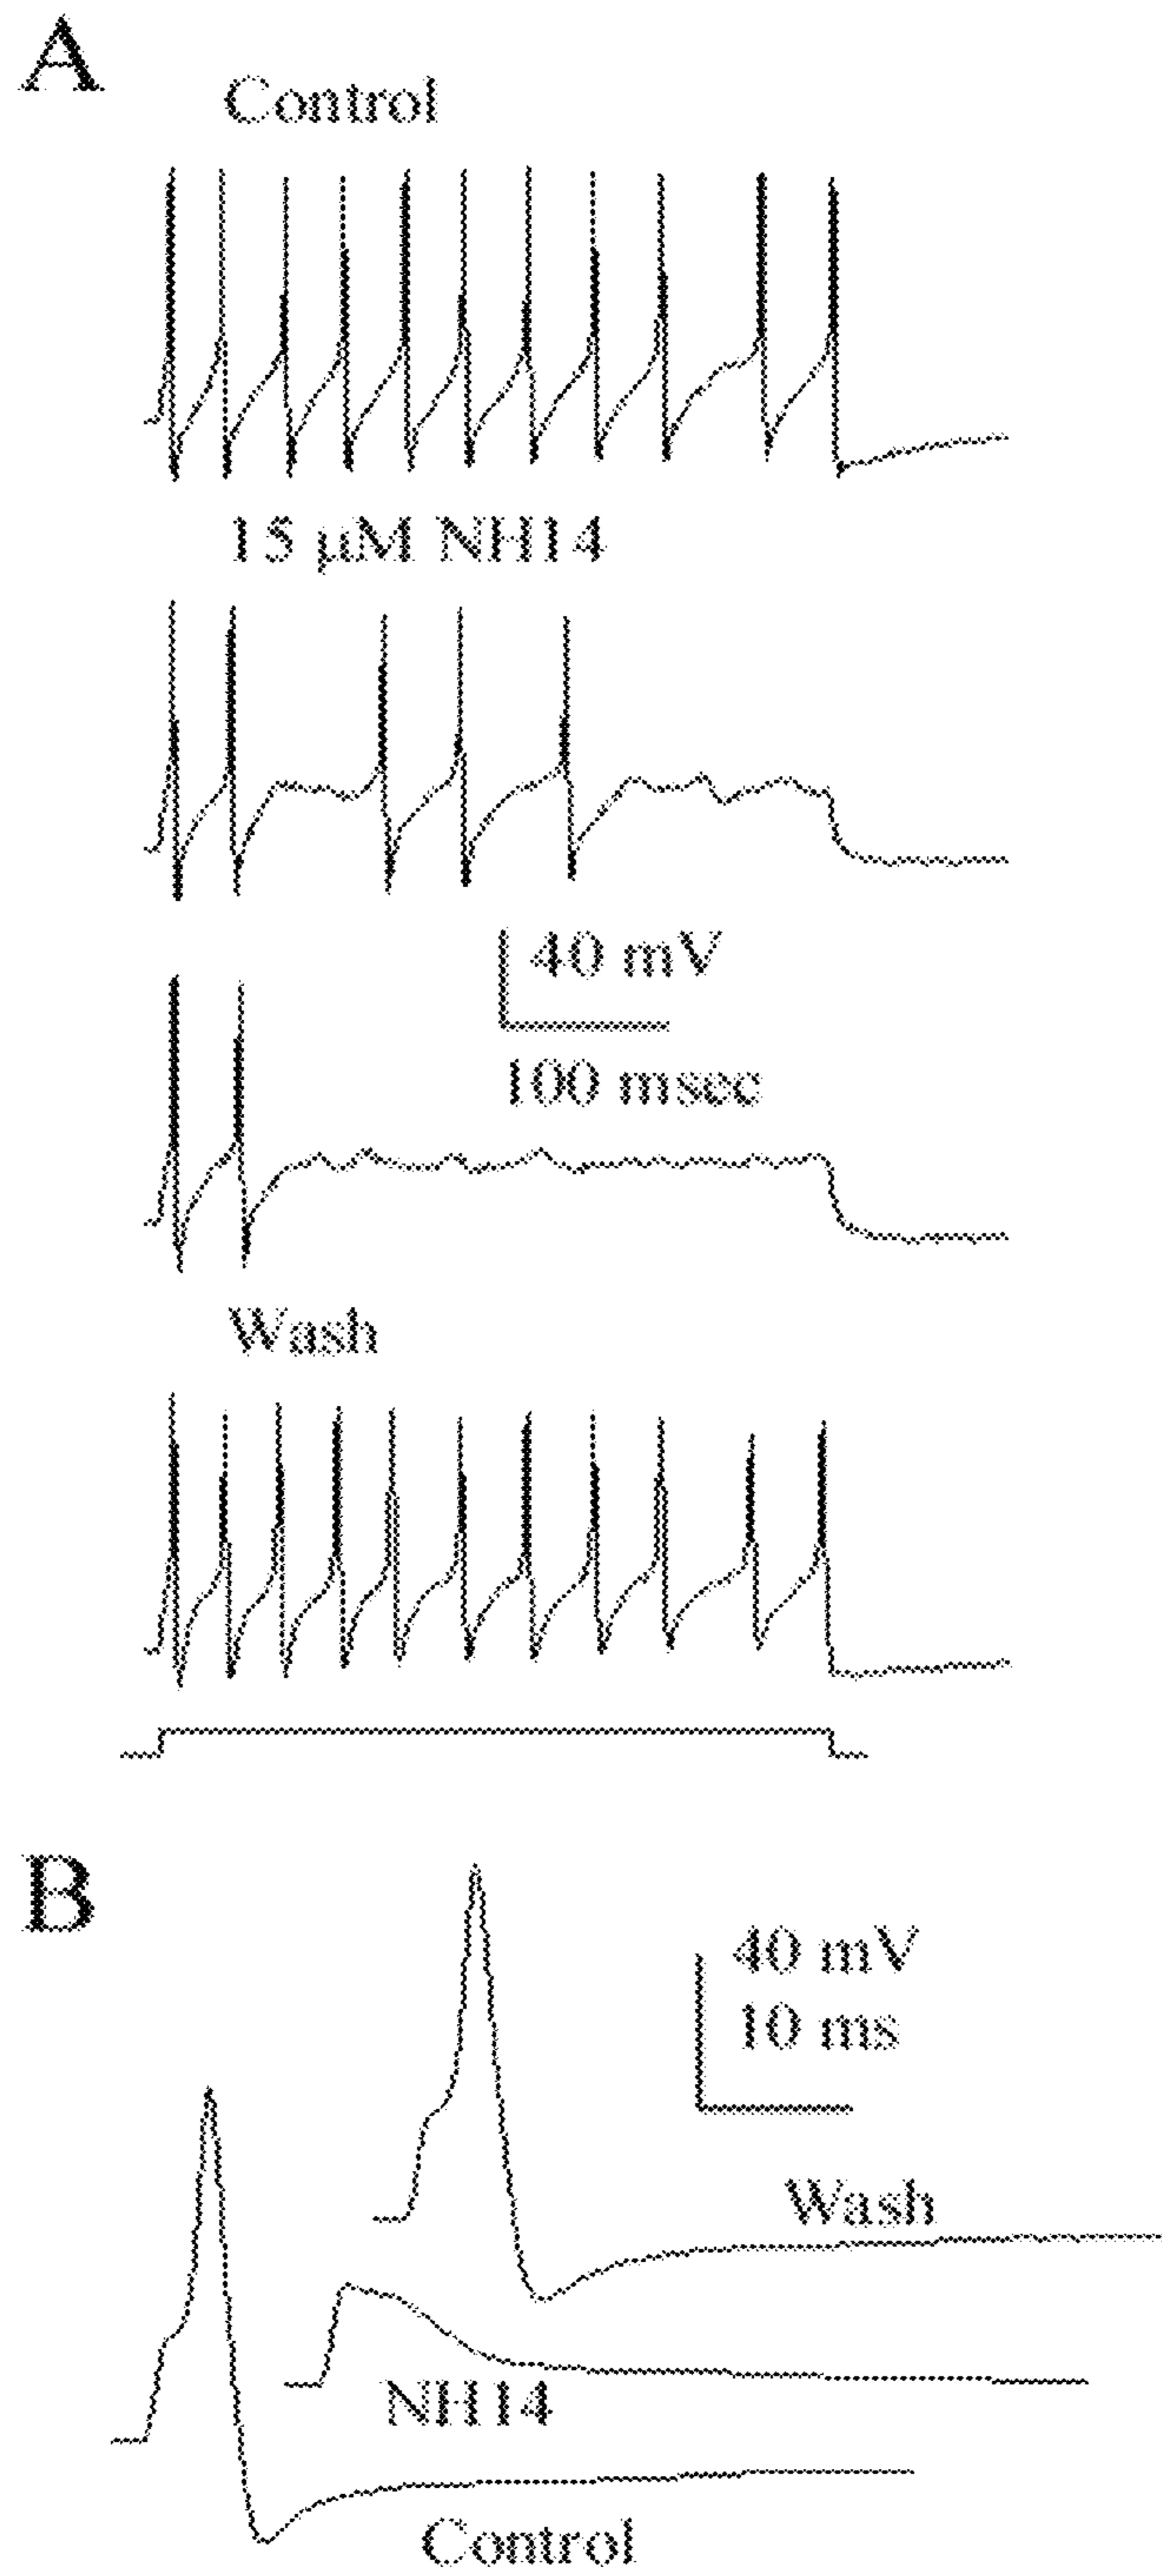 A
Control
15 µM NH14
40 mV
100 msec
Wash
B
40 mV
10 ms
Wash
NH14
Control